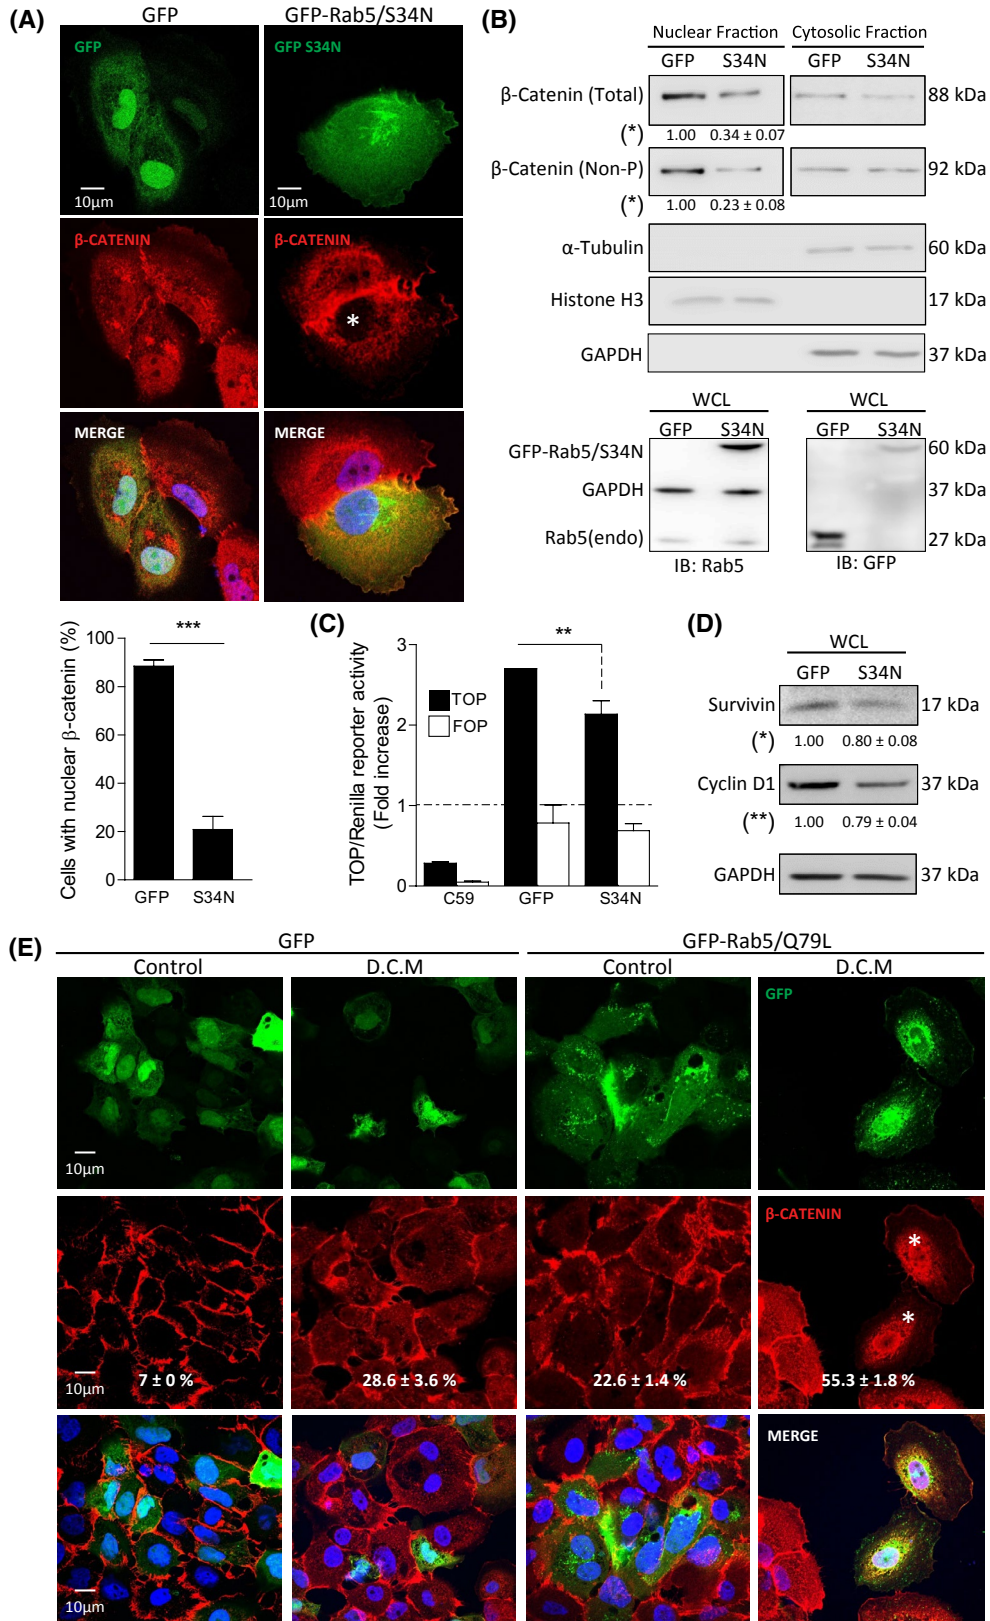 (A)
GFP
GFP-Rab5/S34N
GFP
GFP S34N
10µm
10µm
β-CATENIN
β-CATENIN
*
MERGE
MERGE
Cells with nuclear β-catenin (%)
100
80
60
40
20
0
***
GFP
S34N
(B)
Nuclear Fraction
Cytosolic Fraction
GFP
S34N
GFP
S34N
β-Catenin (Total)
88 kDa
(*)
1.00
0.34 ± 0.07
β-Catenin (Non-P)
92 kDa
(*)
1.00
0.23 ± 0.08
α-Tubulin
60 kDa
Histone H3
17 kDa
GAPDH
37 kDa
WCL
WCL
GFP
S34N
GFP
S34N
GFP-Rab5/S34N
60 kDa
GAPDH
37 kDa
Rab5(endo)
27 kDa
IB: Rab5
IB: GFP
(C)
TOP/Renilla reporter activity
(Fold increase)
3
2
1
0
**
TOP
FOP
C59
GFP
S34N
(D)
WCL
GFP
S34N
Survivin
17 kDa
(*)
1.00
0.80 ± 0.08
Cyclin D1
37 kDa
(**)
1.00
0.79 ± 0.04
GAPDH
37 kDa
(E)
GFP
GFP-Rab5/Q79L
Control
D.C.M
Control
D.C.M
GFP
10µm
β-CATENIN
*
*
10µm
7 ± 0 %
28.6 ± 3.6 %
22.6 ± 1.4 %
55.3 ± 1.8 %
MERGE
10µm